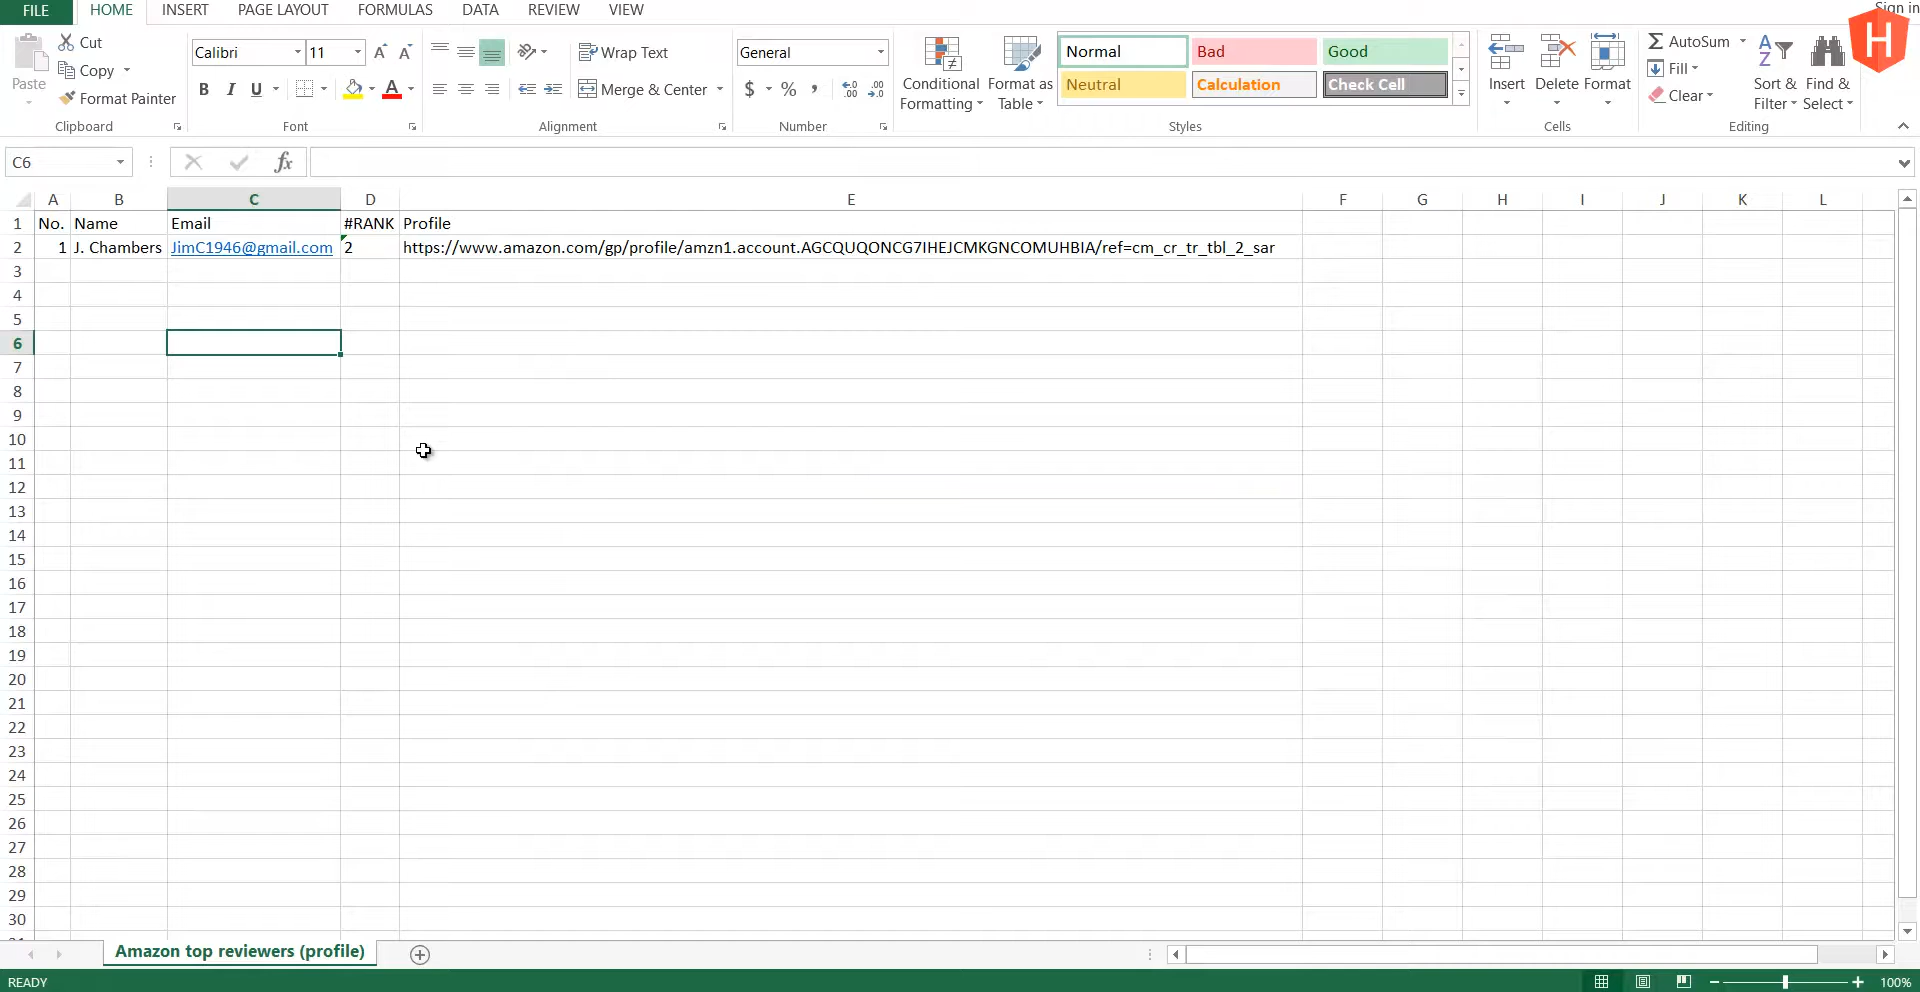 FILE HOME INSERT PAGE LAYOUT FORMULAS DATA REVIEW VIEW Sign in
H
Paste
Cut
Copy
Format Painter
Clipboard
Calibri 11 A A
B I U A
Font
Wrap Text
Merge & Center
Alignment
General
$ % , .00 .0
Number
Conditional Formatting
Format as Table
Normal Bad Good
Neutral Calculation Check Cell
Styles
Insert Delete Format
Cells
AutoSum
Fill
Clear
Sort & Filter
Find & Select
Editing
C6 fx
A B C D E F G H I J K L
1 No. Name Email #RANK Profile
2 1 J. Chambers JimC1946@gmail.com 2 https://www.amazon.com/gp/profile/amzn1.account.AGCQUQONCG7IHEJCMKGNCOMUHBIA/ref=cm_cr_tr_tbl_2_sar
3
4
5
6
7
8
9
10
11
12
13
14
15
16
17
18
19
20
21
22
23
24
25
26
27
28
29
30
Amazon top reviewers (profile)
READY 100%